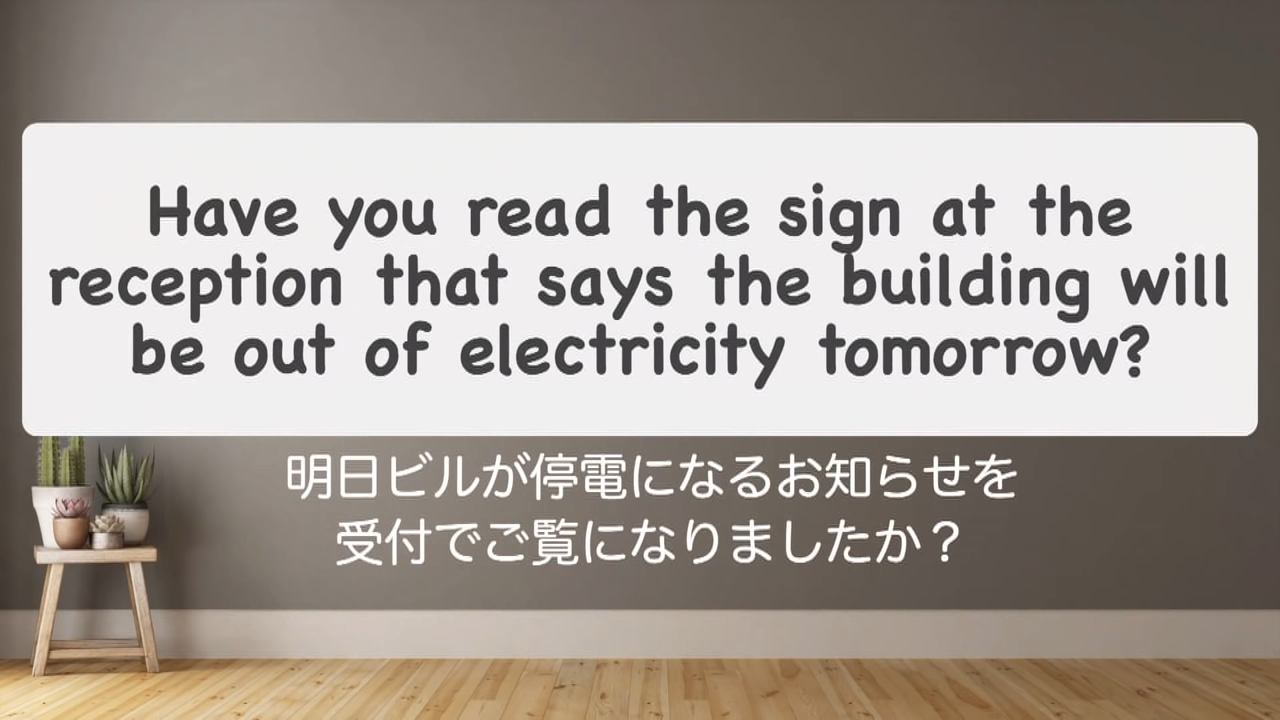 Have you read the sign at the
reception that says the building will
be out of electricity tomorrow?
明日ビルが停電になるお知らせを
受付でご覧になりましたか？